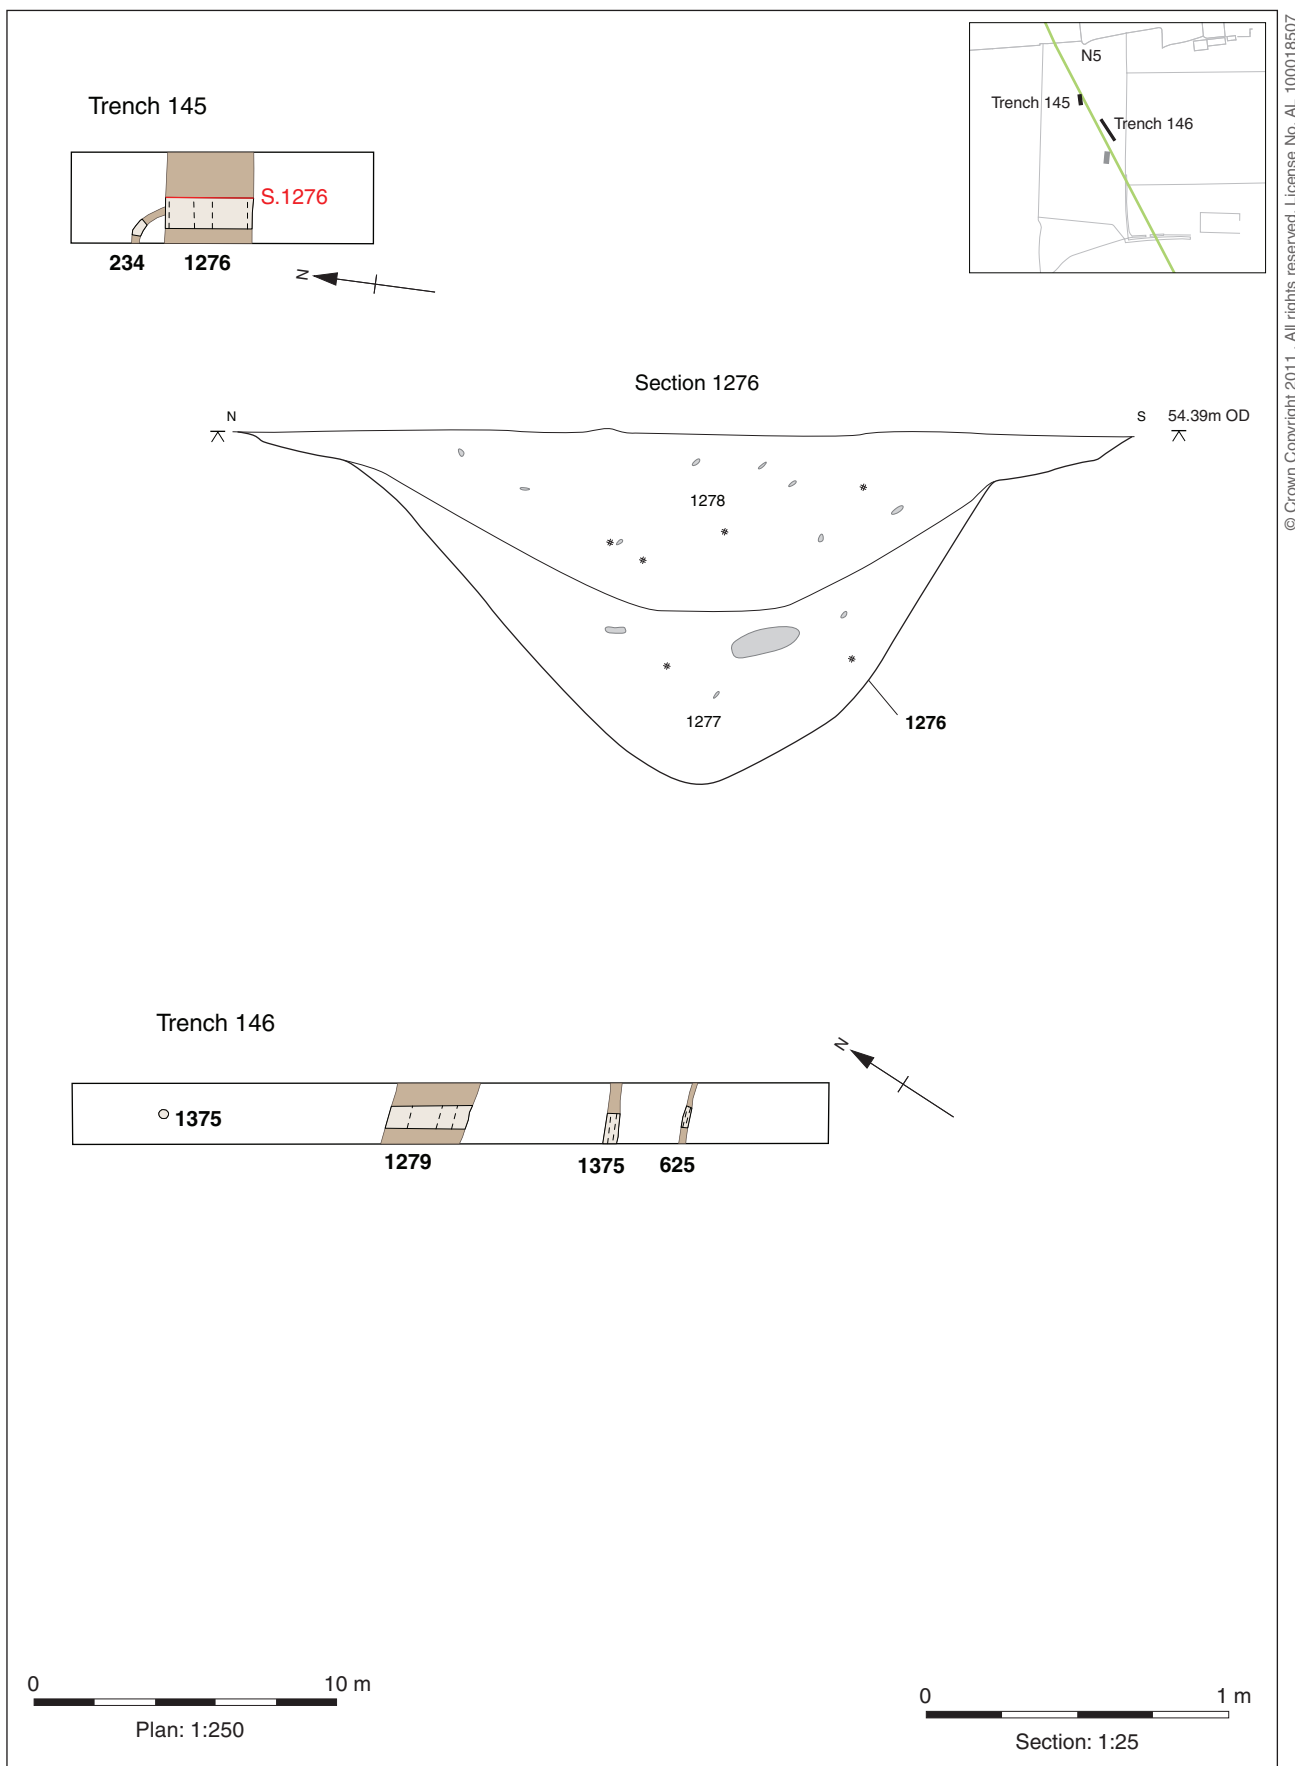 Trench 145
S.1276
234 1276
N
N5
Trench 145
Trench 146
© Crown Copyright 2011. All rights reserved. License No. AL 100018507
Section 1276
N
S 54.39m OD
1278
1277
1276
Trench 146
N
1375
1279 1375 625
0 10 m
Plan: 1:250
0 1 m
Section: 1:25